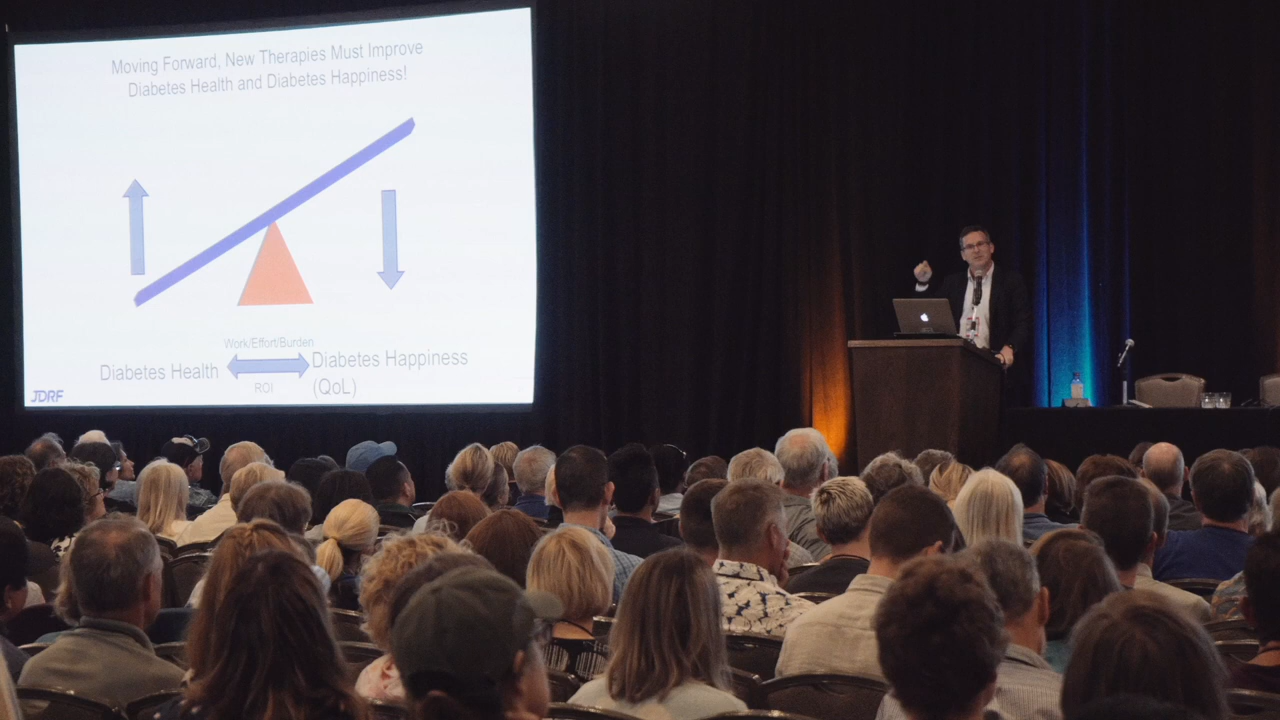 Moving Forward, New Therapies Must Improve
Diabetes Health and Diabetes Happiness!
Work/Effort/Burden
Diabetes Health
Diabetes Happiness
(QoL)
ROI
JDRF